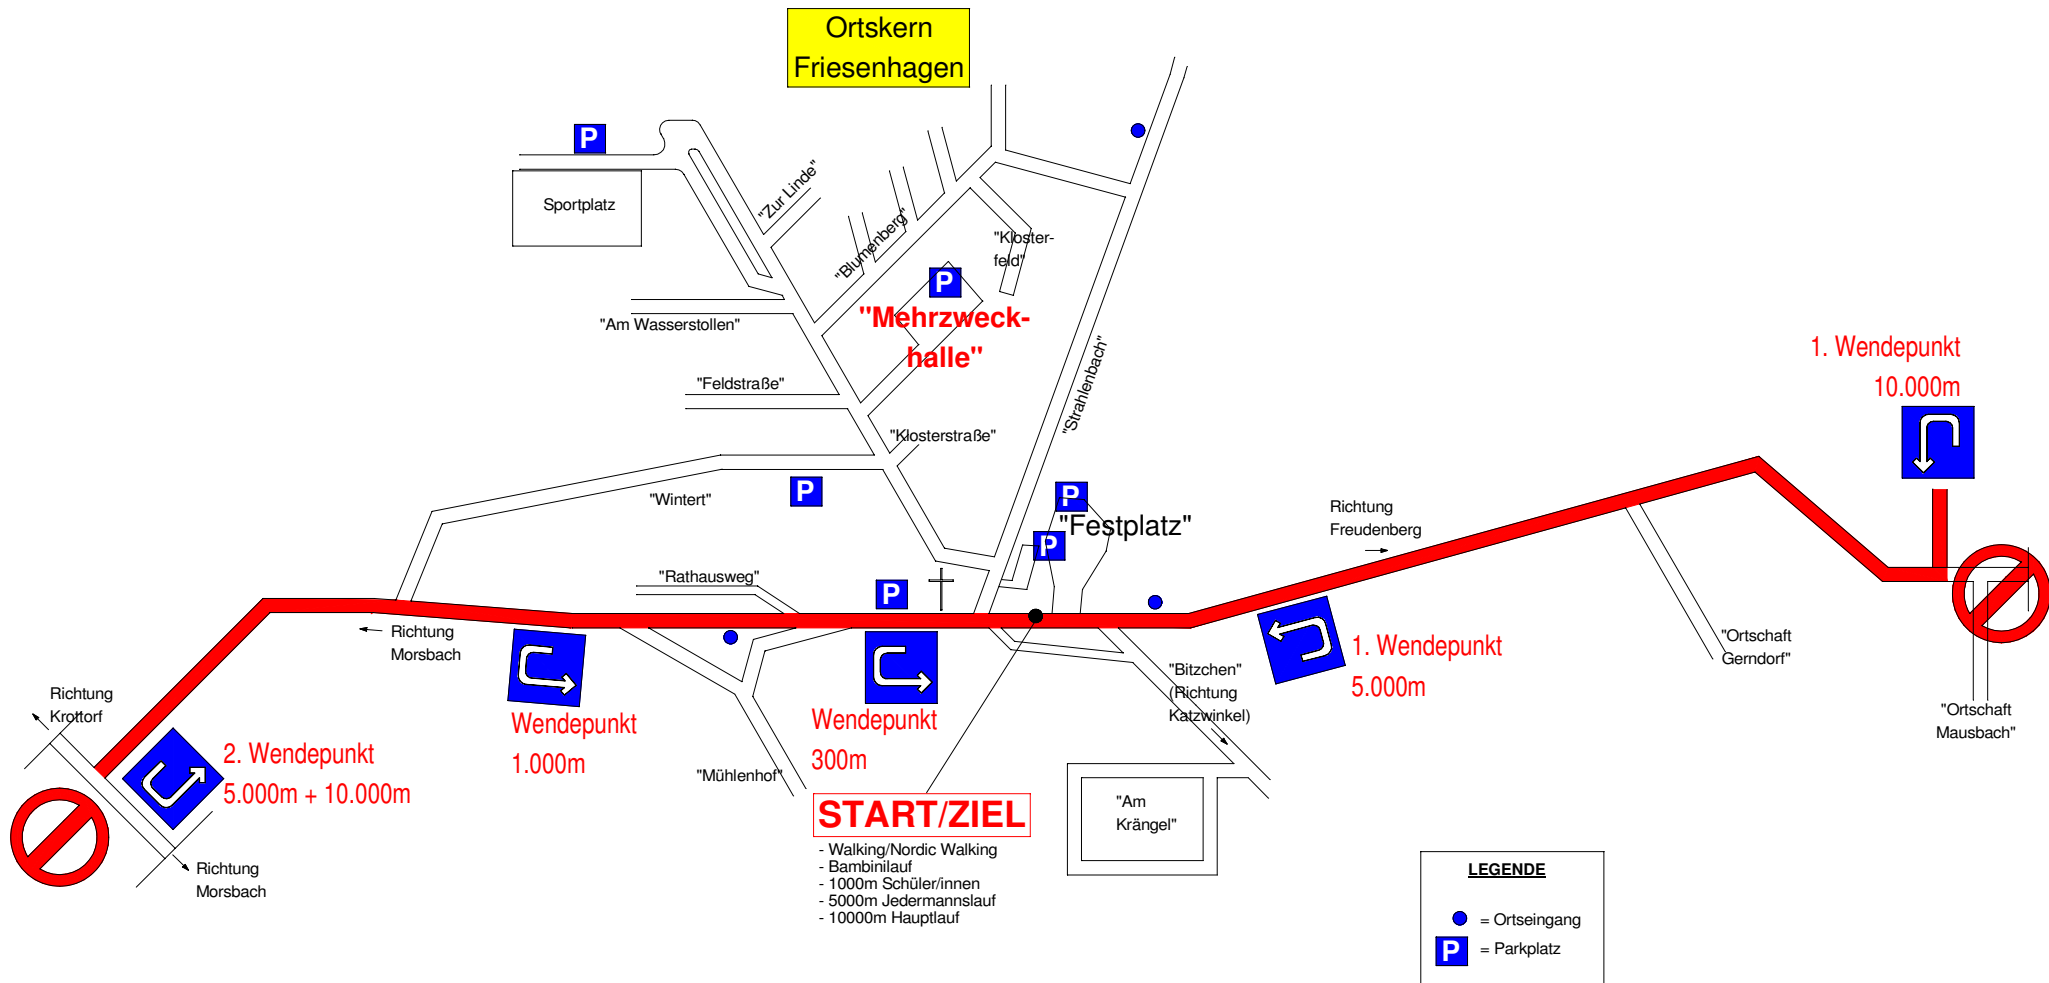 Ortskern
Friesenhagen
P
Sportplatz
"Zur Linde"
"Blumenberg"
"Kloster-
feld"
P
"Mehrzweck-
halle"
"Am Wasserstollen"
"Feldstraße"
"Klosterstraße"
"Strahlenbach"
"Wintert"
P
P
"Festplatz"
P
"Rathausweg"
P
Richtung
Freudenberg
1. Wendepunkt
10.000m
Richtung
Morsbach
Richtung
Krottorf
2. Wendepunkt
5.000m + 10.000m
Richtung
Morsbach
Wendepunkt
1.000m
"Mühlenhof"
Wendepunkt
300m
"Bitzchen"
(Richtung
Katzwinkel)
1. Wendepunkt
5.000m
"Ortschaft
Gerndorf"
"Ortschaft
Mausbach"
"Am
Krängel"
START/ZIEL
- Walking/Nordic Walking
- Bambinilauf
- 1000m Schüler/innen
- 5000m Jedermannslauf
- 10000m Hauptlauf
LEGENDE
= Ortseingang
P = Parkplatz